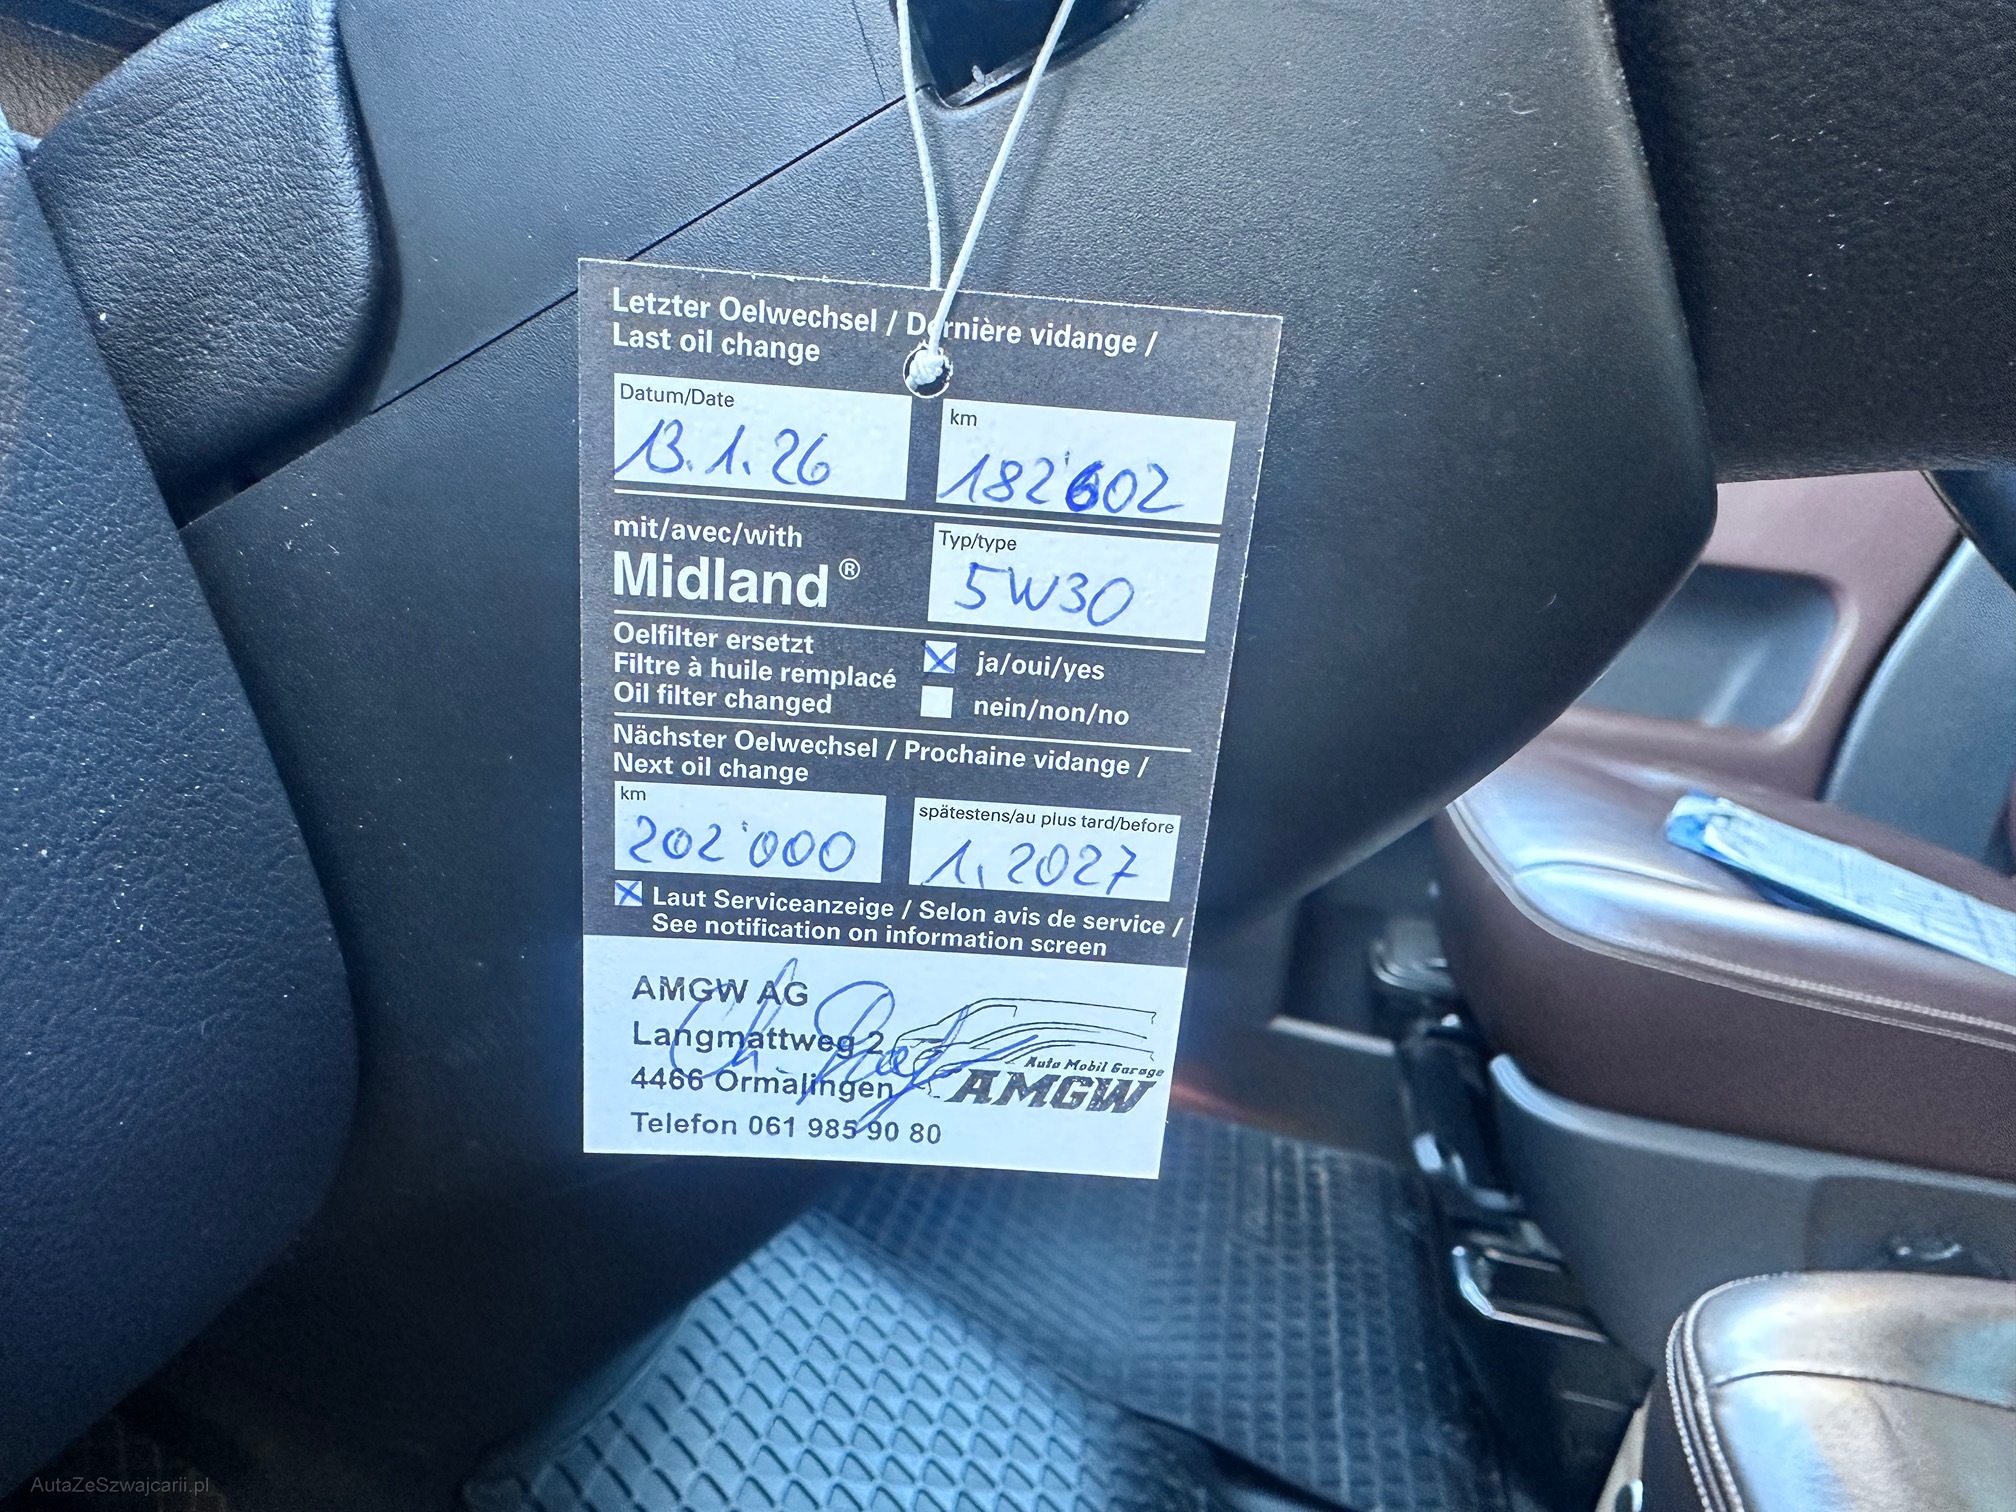 Letzter Oelwechsel / Dernière vidange /
Last oil change
Datum/Date
13.1.26
km
182'602
mit/avec/with
Midland®
Typ/type
5W30
Oelfilter ersetzt
Filtre à huile remplacé
Oil filter changed
ja/oui/yes
nein/non/no
Nächster Oelwechsel / Prochaine vidange /
Next oil change
km
202'000
spätestens/au plus tard/before
1. 2027
Laut Serviceanzeige / Selon avis de service /
See notification on information screen
AMGW AG
Langmattweg 2
4466 Ormalingen
Telefon 061 985 90 80
Auto Mobil Garage
AMGW
AutaZeSzwajcarii.pl